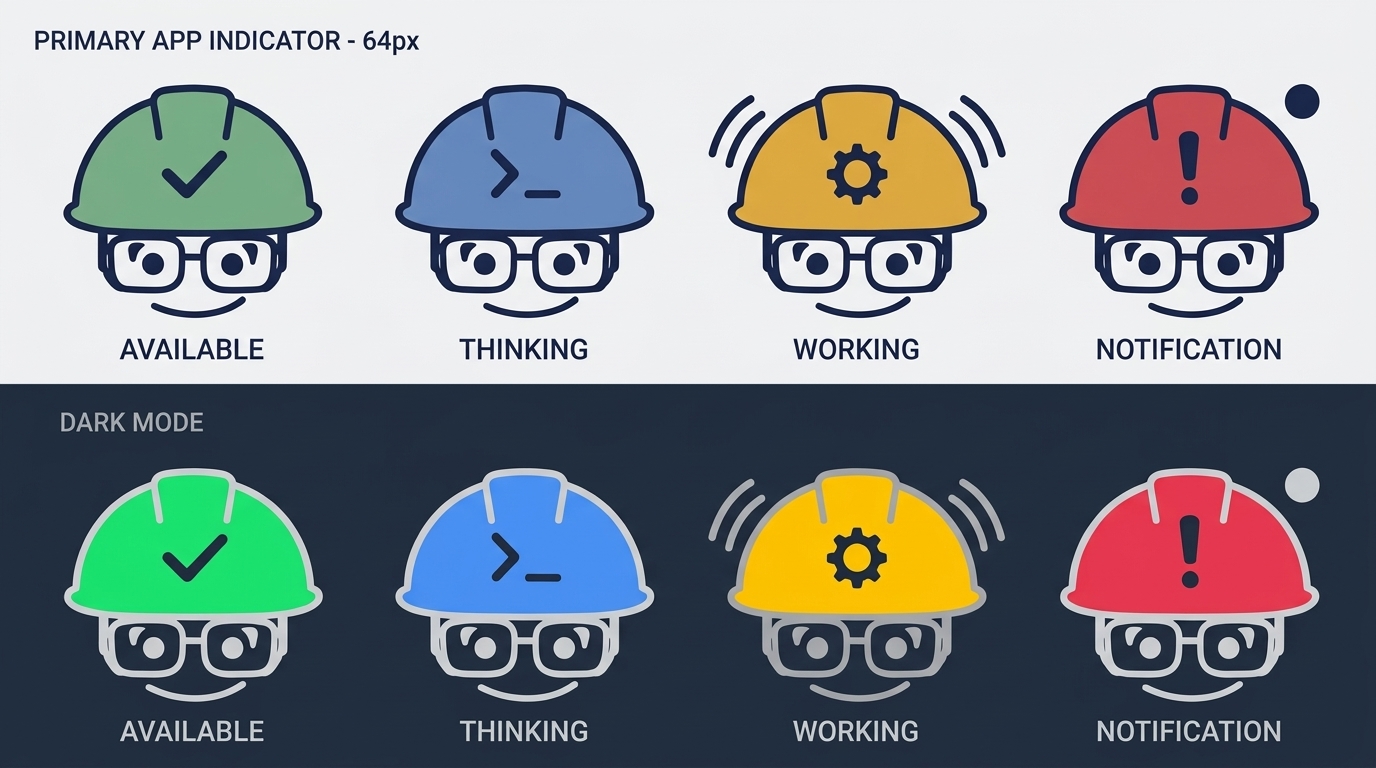 PRIMARY APP INDICATOR - 64px
AVAILABLE
THINKING
WORKING
NOTIFICATION
DARK MODE
AVAILABLE
THINKING
WORKING
NOTIFICATION